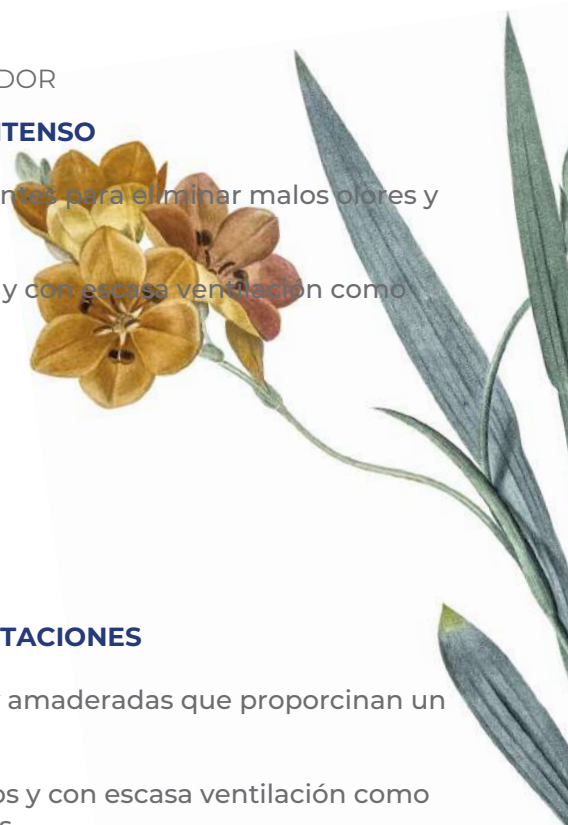 DOR
NTENSO
ntes para eliminar malos olores y
y con escasa ventilación como
TACIONES
y amaderadas que proporcinan un
os y con escasa ventilación como
s